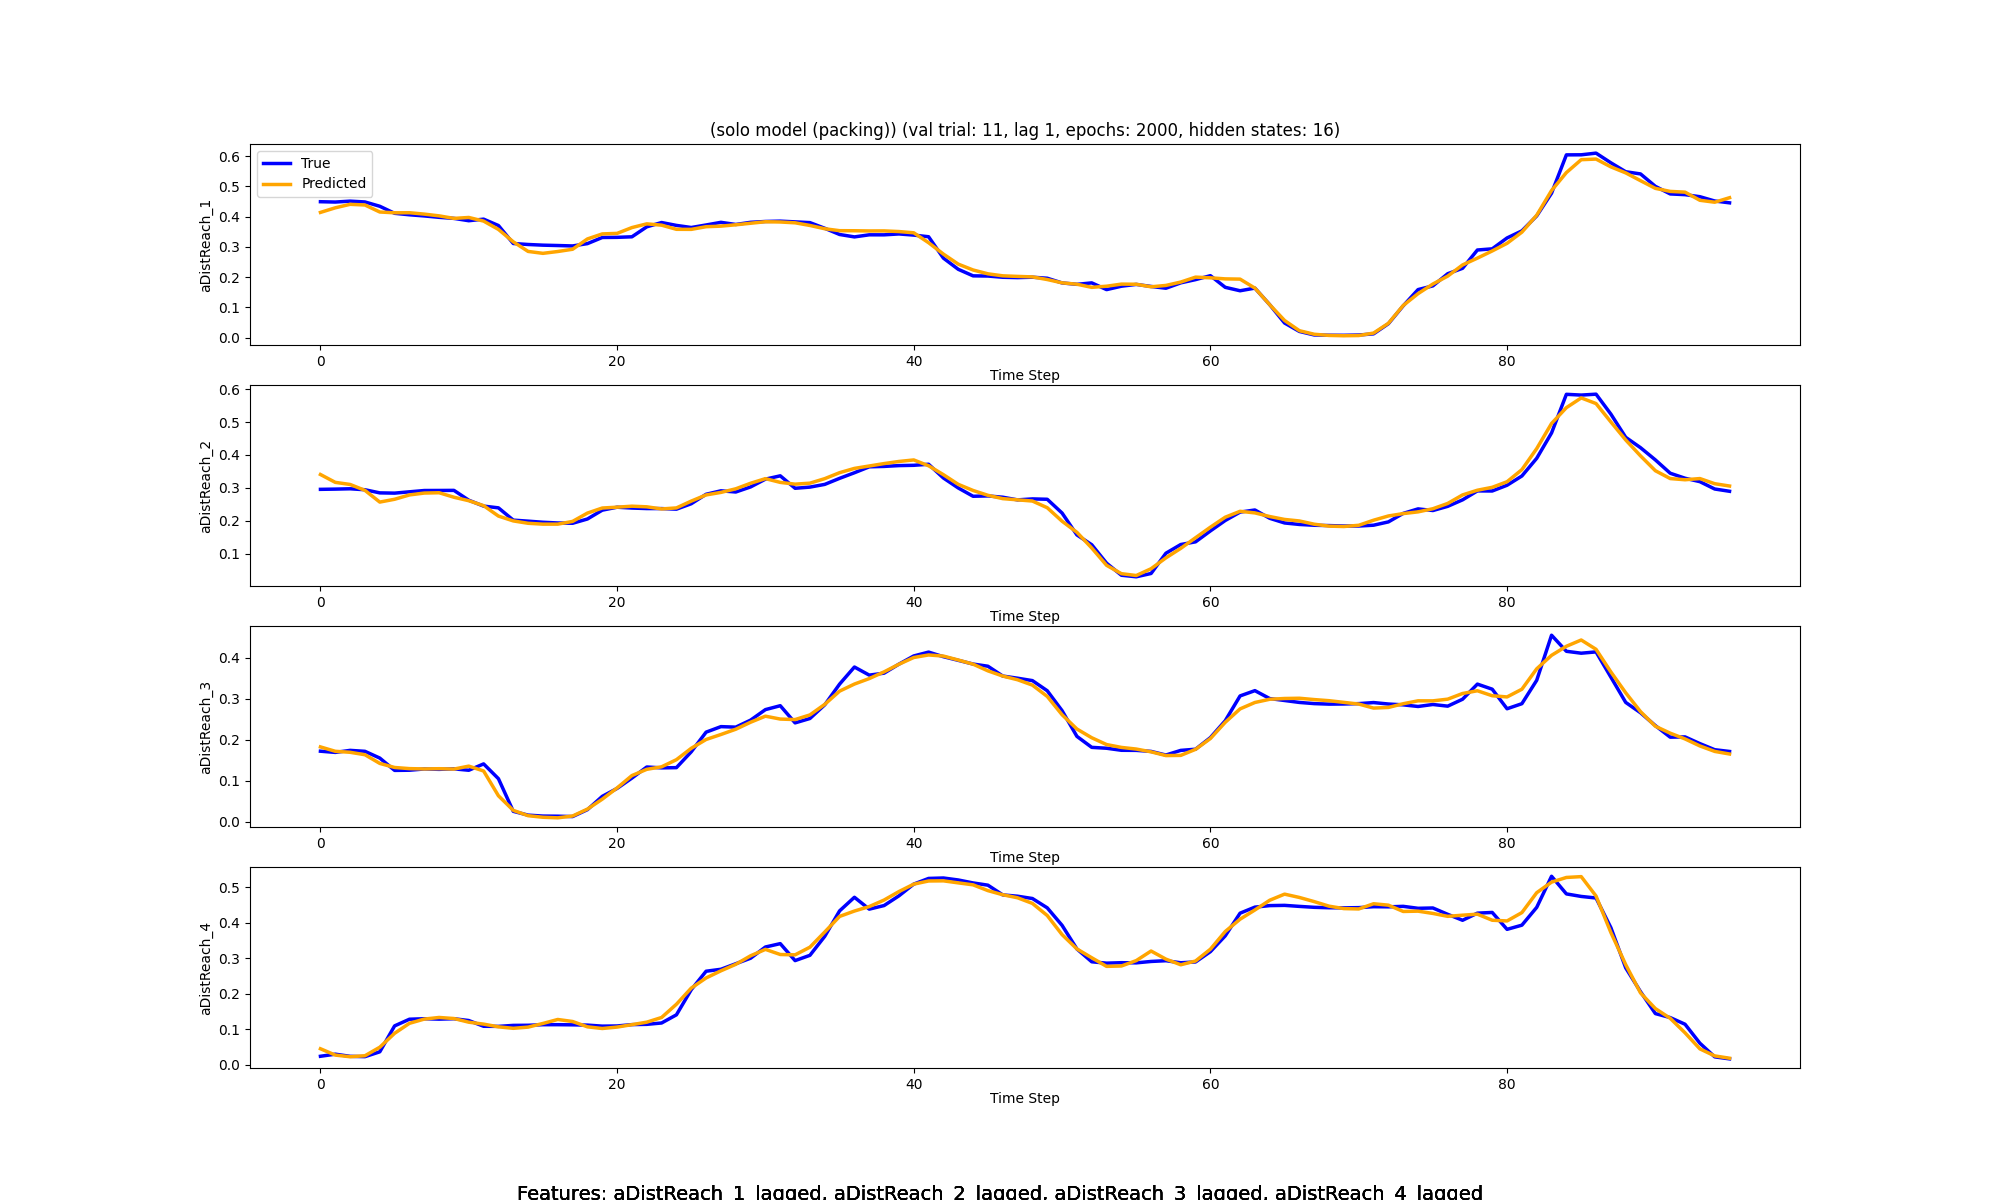 (solo model (packing)) (val trial: 11, lag 1, epochs: 2000, hidden states: 16)
True
Predicted
aDistReach_1
0.6
0.5
0.4
0.3
0.2
0.1
0.0
0 20 40 60 80
Time Step
aDistReach_2
0.6
0.5
0.4
0.3
0.2
0.1
0 20 40 60 80
Time Step
aDistReach_3
0.4
0.3
0.2
0.1
0.0
0 20 40 60 80
Time Step
aDistReach_4
0.5
0.4
0.3
0.2
0.1
0.0
0 20 40 60 80
Time Step
Features: aDistReach_1_lagged, aDistReach_2_lagged, aDistReach_3_lagged, aDistReach_4_lagged